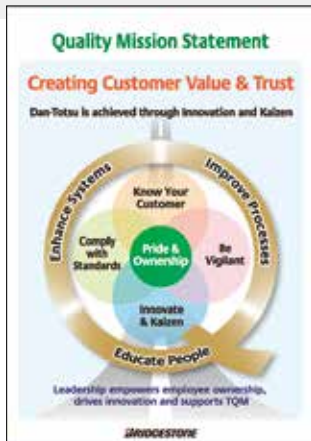 Quality Mission Statement
Creating Customer Value & Trust
Dan-Totsu is achieved through Innovation and Kaizen
Enhance Systems
Improve Processes
Know Your
Customer
Comply
with
Standards
Pride &
Ownership
Be
Vigilant
Innovate
& Kaizen
Educate People
Leadership empowers employee ownership,
drives innovation and supports TQM
BRIDGESTONE